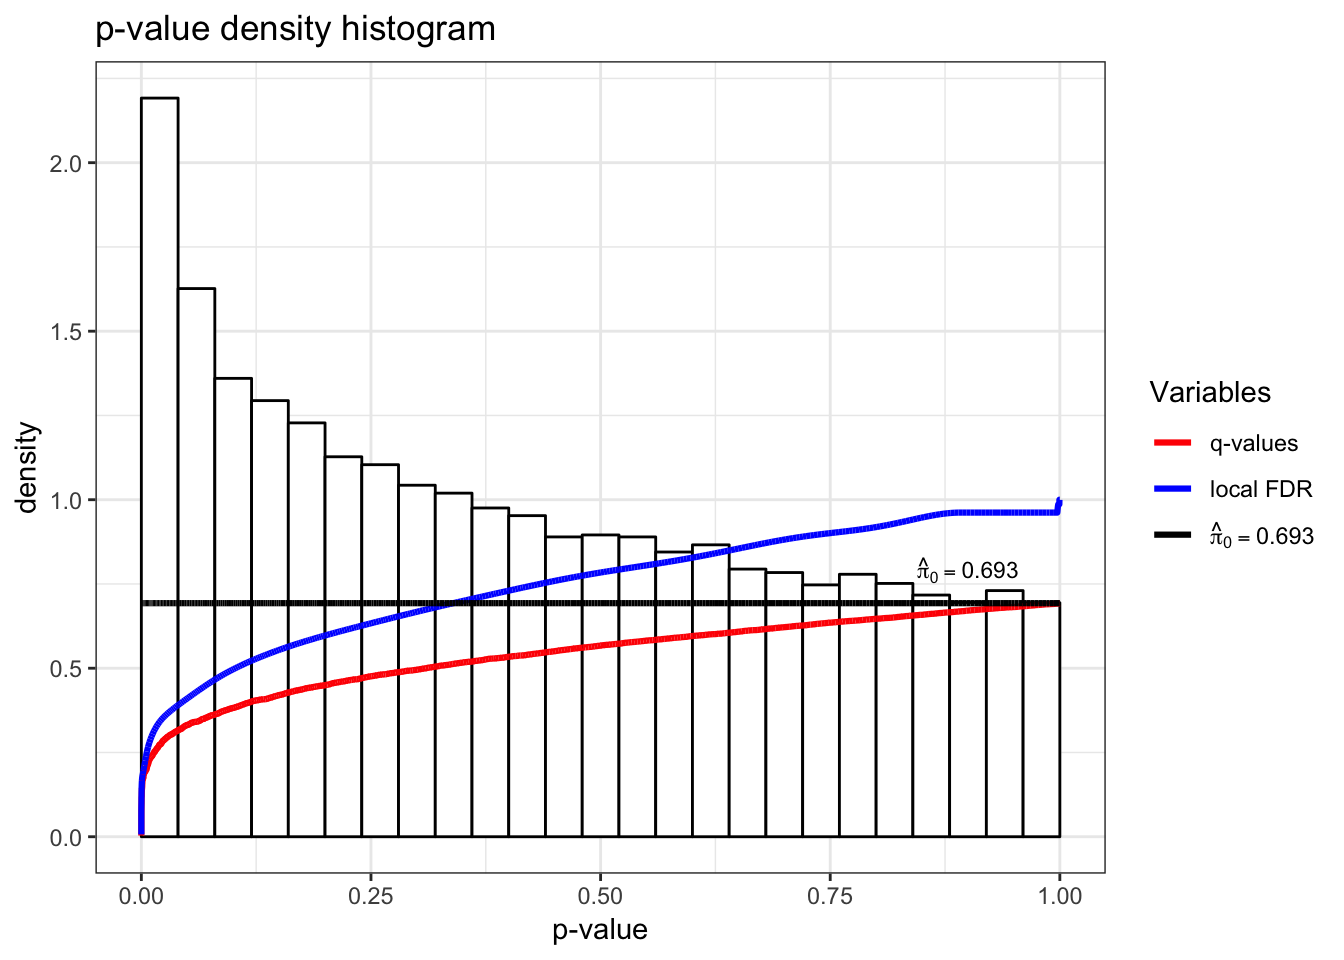 p-value density histogram
density
2.0
1.5
1.0
0.5
0.0
0.00 0.25 0.50 0.75 1.00
p-value
π̂₀ = 0.693
Variables
q-values
local FDR
π̂₀ = 0.693